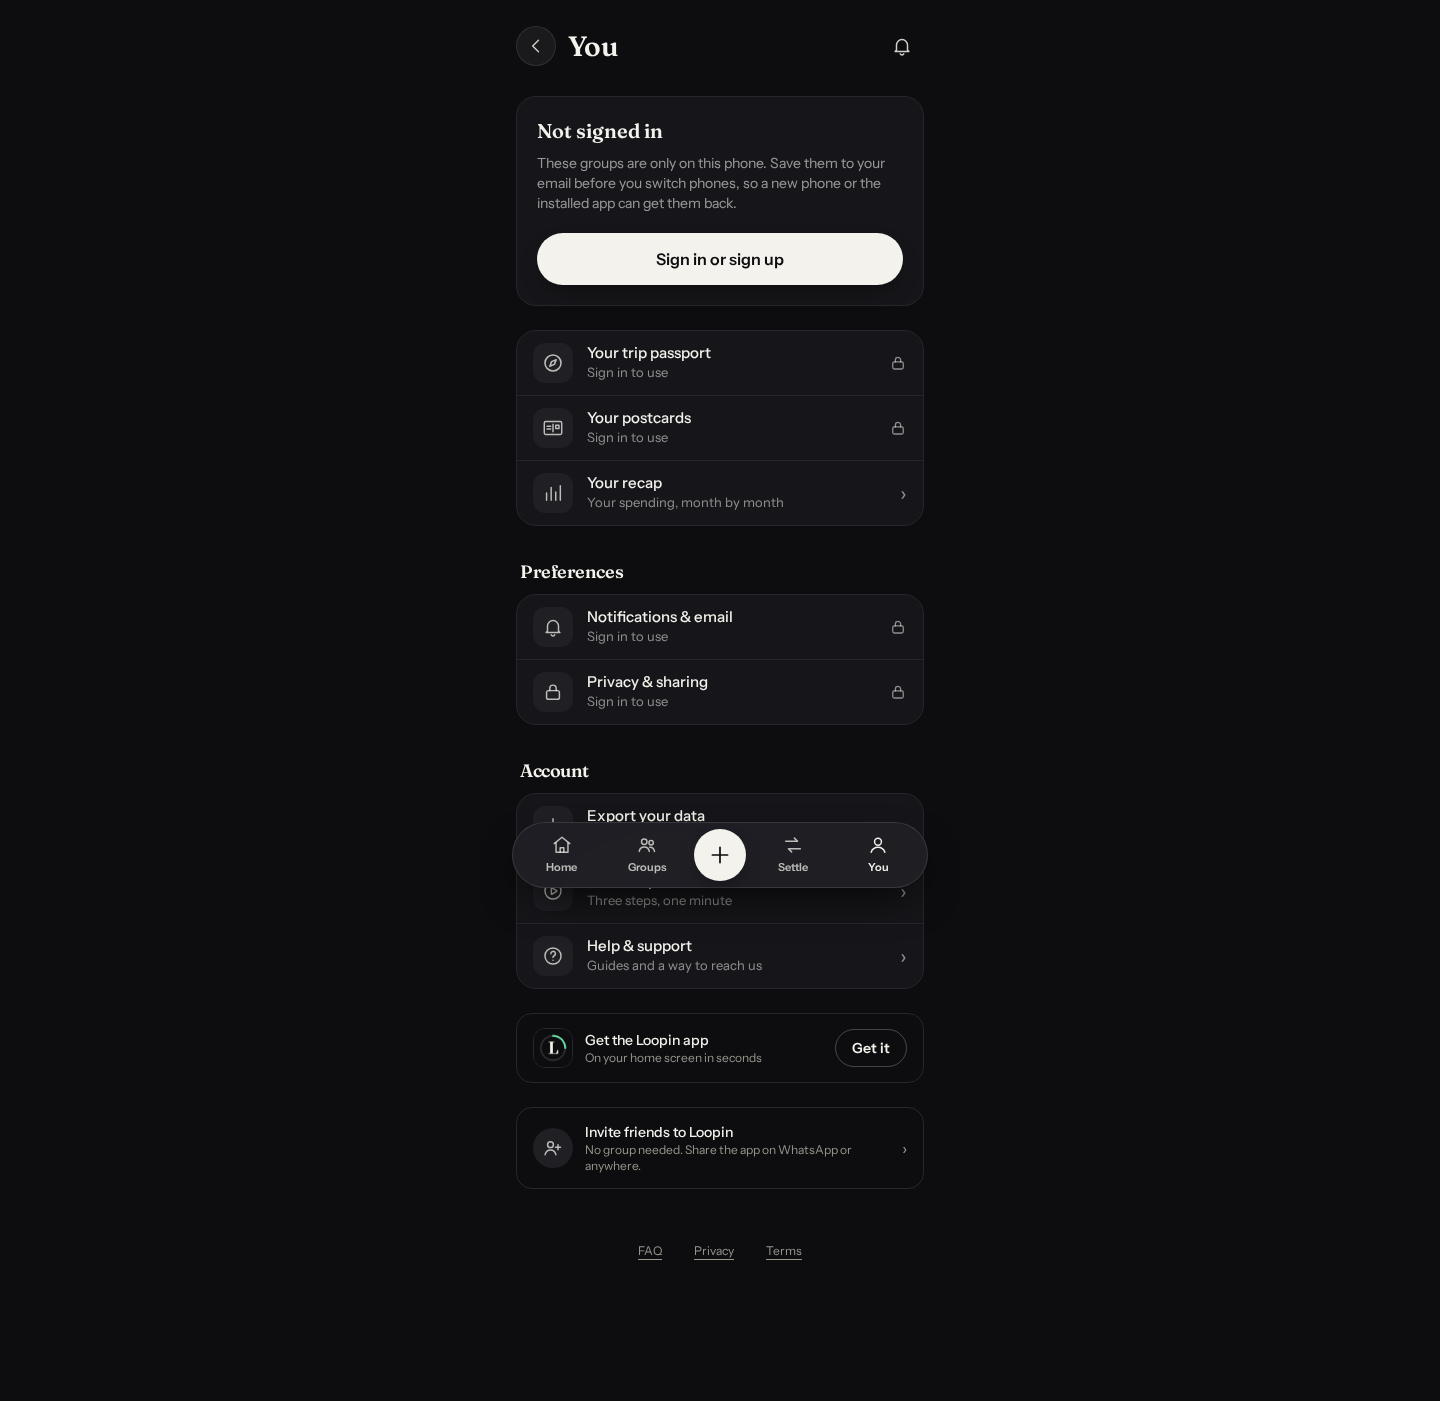 You
Not signed in
These groups are only on this phone. Save them to your
email before you switch phones, so a new phone or the
installed app can get them back.
Sign in or sign up
Your trip passport
Sign in to use
Your postcards
Sign in to use
Your recap
Your spending, month by month
Preferences
Notifications & email
Sign in to use
Privacy & sharing
Sign in to use
Account
Export your data
Home
Groups
Settle
You
Three steps, one minute
Help & support
Guides and a way to reach us
L
Get the Loopin app
On your home screen in seconds
Get it
Invite friends to Loopin
No group needed. Share the app on WhatsApp or
anywhere.
FAQ
Privacy
Terms